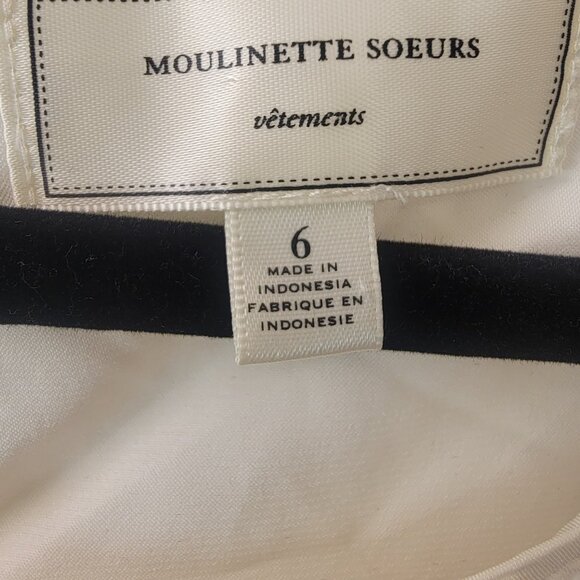 MOULINETTE SOEURS
vêtements
6
MADE IN
INDONESIA
FABRIQUE EN
INDONESIE